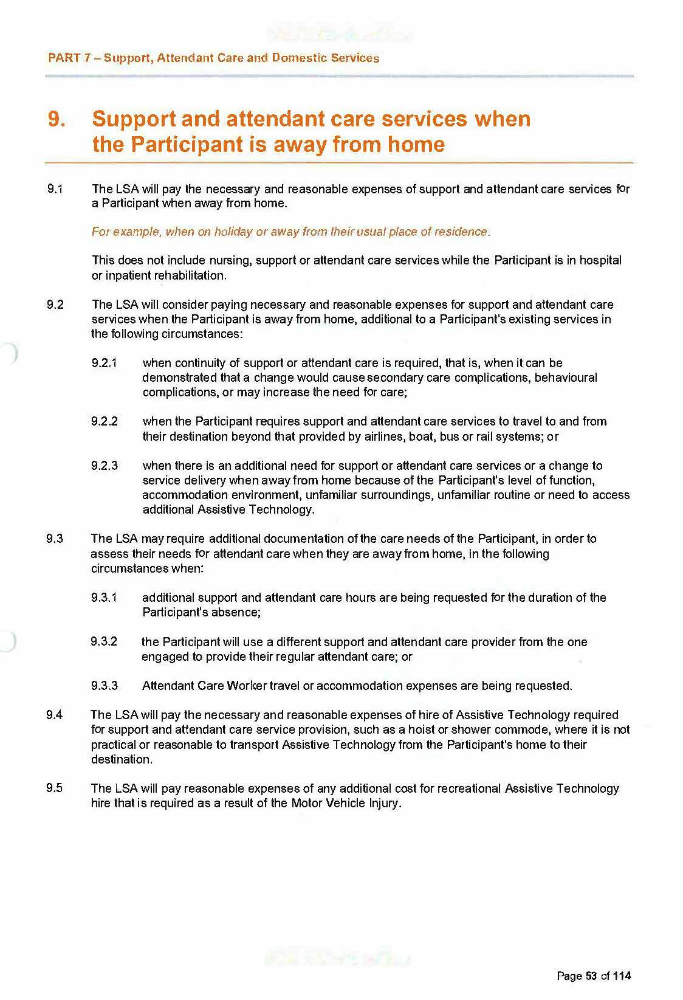 PART 7 – Support, Attendant Care and Domestic Services
9. Support and attendant care services when
the Participant is away from home
9.1 The LSA will pay the necessary and reasonable expenses of support and attendant care services for
a Participant when away from home.
For example, when on holiday or away from their usual place of residence.
This does not include nursing, support or attendant care services while the Participant is in hospital
or inpatient rehabilitation.
9.2 The LSA will consider paying necessary and reasonable expenses for support and attendant care
services when the Participant is away from home, additional to a Participant's existing services in
the following circumstances:
9.2.1 when continuity of support or attendant care is required, that is, when it can be
demonstrated that a change would cause secondary care complications, behavioural
complications, or may increase the need for care;
9.2.2 when the Participant requires support and attendant care services to travel to and from
their destination beyond that provided by airlines, boat, bus or rail systems; or
9.2.3 when there is an additional need for support or attendant care services or a change to
service delivery when away from home because of the Participant's level of function,
accommodation environment, unfamiliar surroundings, unfamiliar routine or need to access
additional Assistive Technology.
9.3 The LSA may require additional documentation of the care needs of the Participant, in order to
assess their needs for attendant care when they are away from home, in the following
circumstances when:
9.3.1 additional support and attendant care hours are being requested for the duration of the
Participant's absence;
9.3.2 the Participant will use a different support and attendant care provider from the one
engaged to provide their regular attendant care; or
9.3.3 Attendant Care Worker travel or accommodation expenses are being requested.
9.4 The LSA will pay the necessary and reasonable expenses of hire of Assistive Technology required
for support and attendant care service provision, such as a hoist or shower commode, where it is not
practical or reasonable to transport Assistive Technology from the Participant's home to their
destination.
9.5 The LSA will pay reasonable expenses of any additional cost for recreational Assistive Technology
hire that is required as a result of the Motor Vehicle Injury.
Page 53 of 114